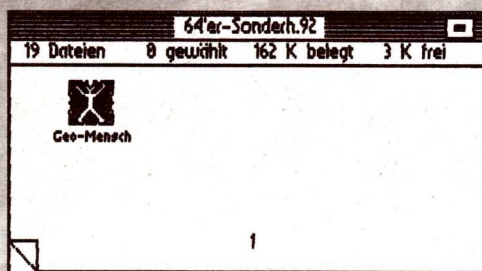 64'er-Sonderh.92
19 Dateien 0 gewählt 162 K belegt 3 K frei
Geo-Mensch
1